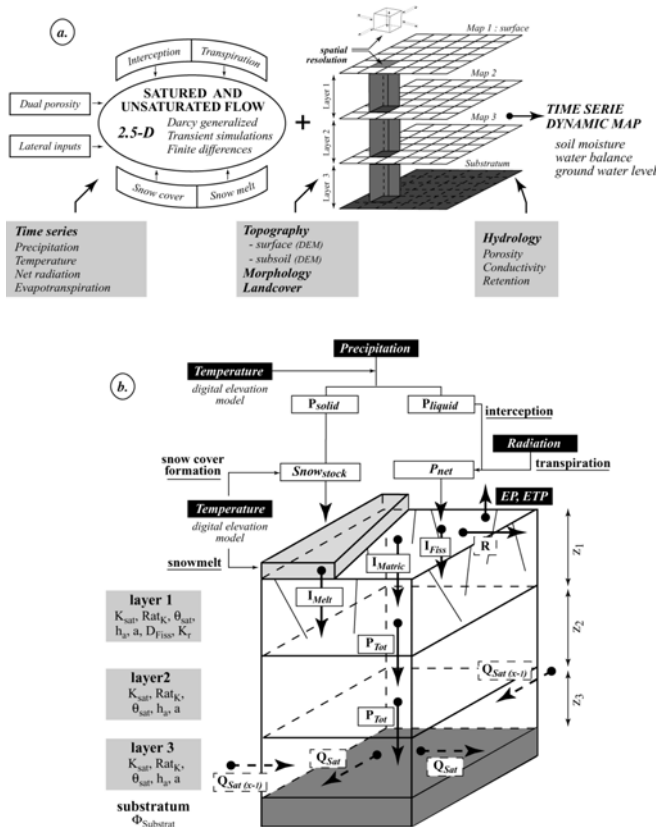 a.
Interception
Transpiration
Dual porosity
Lateral inputs
SATURED AND
UNSATURATED FLOW
2.5-D
Darcy generalized
Transient simulations
Finite differences
Snow cover
Snow melt
+
spatial
resolution
Map 1 : surface
Map 2
Map 3
Substratum
Layer 1
Layer 2
Layer 3
TIME SERIE
DYNAMIC MAP
soil moisture
water balance
ground water level
Time series
Precipitation
Temperature
Net radiation
Evapotranspiration
Topography
- surface (DEM)
- subsoil (DEM)
Morphology
Landcover
Hydrology
Porosity
Conductivity
Retention
b.
Precipitation
Temperature
digital elevation
model
Psolid
Pliquid
interception
Radiation
transpiration
snow cover
formation
Snowstock
Pnet
EP, ETP
Temperature
digital elevation
model
snowmelt
IMelt
IMatric
IFiss
R
z1
z2
z3
layer 1
Ksat, RatK, θsat,
ha, a, DFiss, Kr
PTot
layer2
Ksat, RatK,
θsat, ha, a
PTot
QSat (x-t)
layer 3
Ksat, RatK,
θsat, ha, a
QSat (x-t)
QSat
QSat
substratum
ΦSubstrat